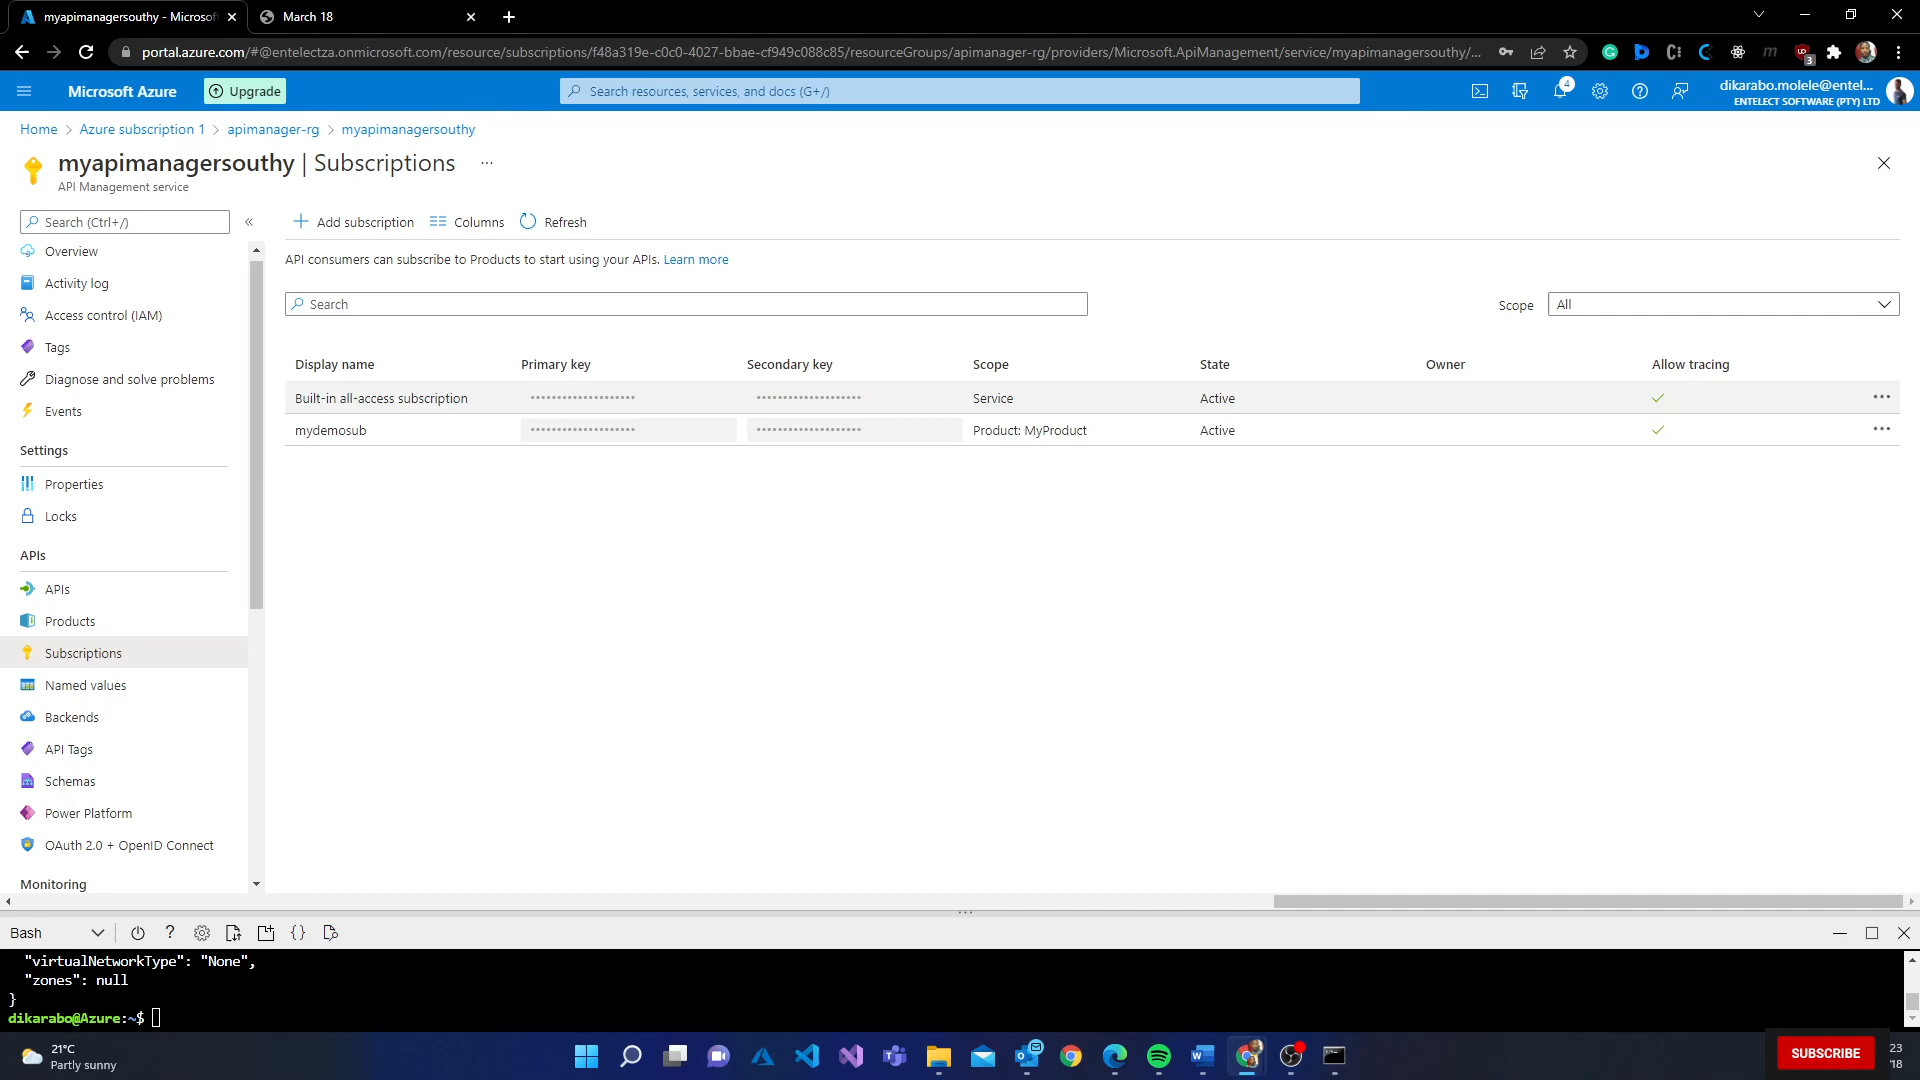 myapimanagersouthy - Microsof
March 18
portal.azure.com/#@entelectza.onmicrosoft.com/resource/subscriptions/f48a319e-c0c0-4027-bbae-cf949c088c85/resourceGroups/apimanager-rg/providers/Microsoft.ApiManagement/service/myapimanagersouthy/...
3
Microsoft Azure
Upgrade
Search resources, services, and docs (G+/)
4
dikarabo.molele@entel...
ENTELECT SOFTWARE (PTY) LTD
Home > Azure subscription 1 > apimanager-rg > myapimanagersouthy
myapimanagersouthy | Subscriptions ...
API Management service
Search (Ctrl+/)
«
Overview
Activity log
Access control (IAM)
Tags
Diagnose and solve problems
Events
Settings
Properties
Locks
APIs
APIs
Products
Subscriptions
Named values
Backends
API Tags
Schemas
Power Platform
OAuth 2.0 + OpenID Connect
Monitoring
Add subscription
Columns
Refresh
API consumers can subscribe to Products to start using your APIs. Learn more
Search
Scope
All
Display name Primary key Secondary key Scope State Owner Allow tracing
Built-in all-access subscription •••••••••••••••••••• •••••••••••••••••••• Service Active
mydemosub •••••••••••••••••••• •••••••••••••••••••• Product: MyProduct Active
Bash
?
{}
"virtualNetworkType": "None",
"zones": null
}
dikarabo@Azure:~$
21°C
Partly sunny
SUBSCRIBE
23
'18